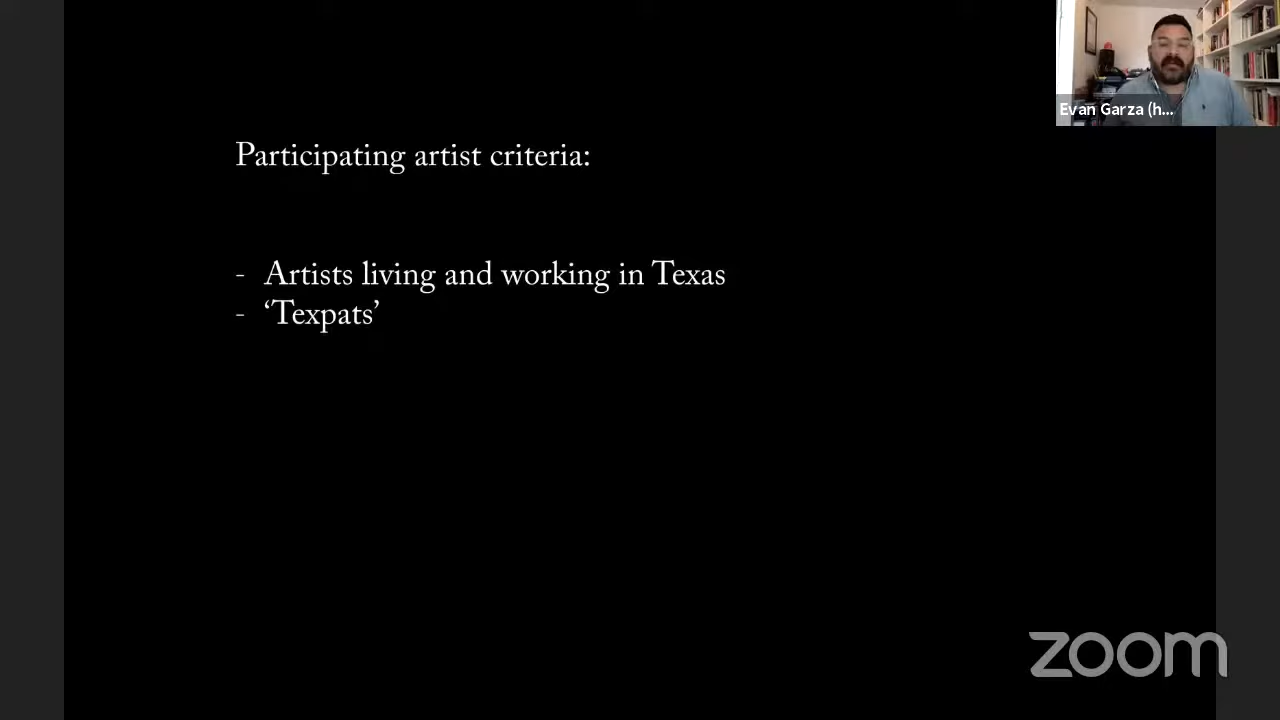 Evan Garza (h...
Participating artist criteria:
- Artists living and working in Texas
- ‘Texpats’
zoom